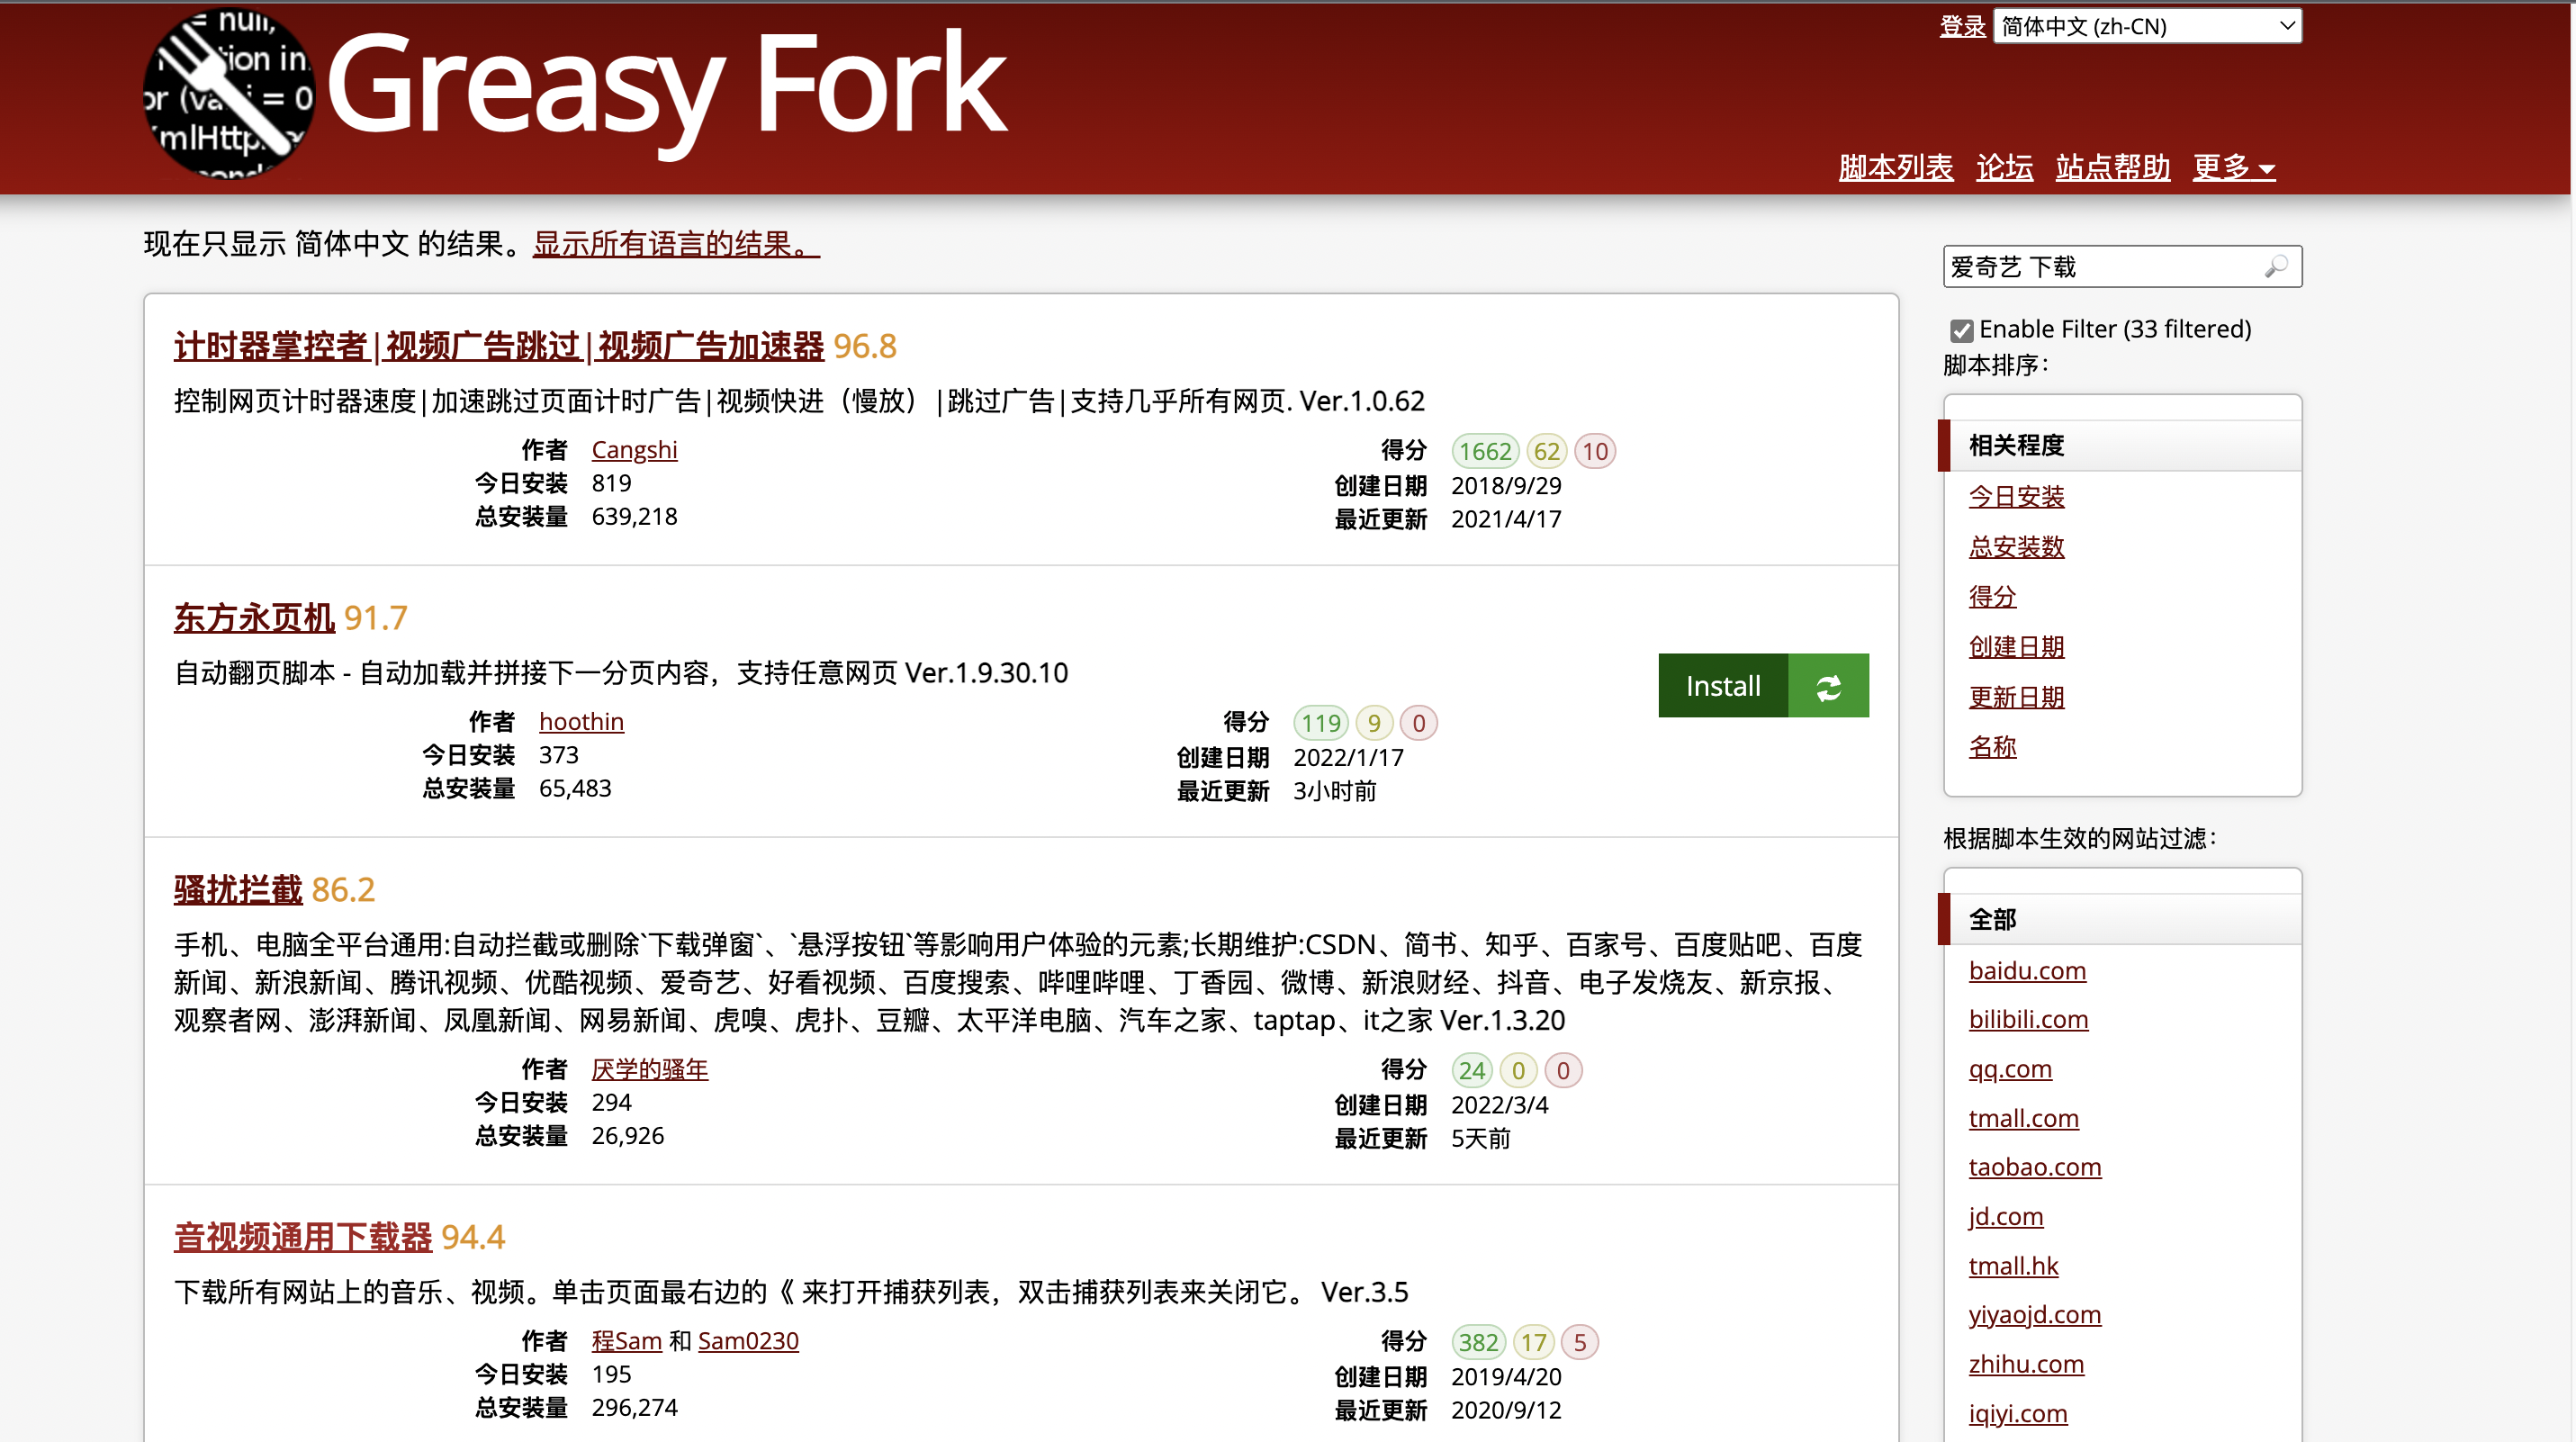 = null,
ion in
or (va i = 0
mlHttp
Greasy Fork
登录 简体中文 (zh-CN)
脚本列表 论坛 站点帮助 更多
现在只显示 简体中文 的结果。显示所有语言的结果。
计时器掌控者|视频广告跳过|视频广告加速器 96.8
控制网页计时器速度|加速跳过页面计时广告|视频快进（慢放）|跳过广告|支持几乎所有网页. Ver.1.0.62
作者 Cangshi
今日安装 819
总安装量 639,218
得分 1662 62 10
创建日期 2018/9/29
最近更新 2021/4/17
东方永页机 91.7
自动翻页脚本 - 自动加载并拼接下一分页内容，支持任意网页 Ver.1.9.30.10
作者 hoothin
今日安装 373
总安装量 65,483
得分 119 9 0
创建日期 2022/1/17
最近更新 3小时前
Install
骚扰拦截 86.2
手机、电脑全平台通用:自动拦截或删除`下载弹窗`、`悬浮按钮`等影响用户体验的元素;长期维护:CSDN、简书、知乎、百家号、百度贴吧、百度
新闻、新浪新闻、腾讯视频、优酷视频、爱奇艺、好看视频、百度搜索、哔哩哔哩、丁香园、微博、新浪财经、抖音、电子发烧友、新京报、
观察者网、澎湃新闻、凤凰新闻、网易新闻、虎嗅、虎扑、豆瓣、太平洋电脑、汽车之家、taptap、it之家 Ver.1.3.20
作者 厌学的骚年
今日安装 294
总安装量 26,926
得分 24 0 0
创建日期 2022/3/4
最近更新 5天前
音视频通用下载器 94.4
下载所有网站上的音乐、视频。单击页面最右边的《 来打开捕获列表，双击捕获列表来关闭它。 Ver.3.5
作者 程Sam 和 Sam0230
今日安装 195
总安装量 296,274
得分 382 17 5
创建日期 2019/4/20
最近更新 2020/9/12
爱奇艺 下载
Enable Filter (33 filtered)
脚本排序：
相关程度
今日安装
总安装数
得分
创建日期
更新日期
名称
根据脚本生效的网站过滤：
全部
baidu.com
bilibili.com
qq.com
tmall.com
taobao.com
jd.com
tmall.hk
yiyaojd.com
zhihu.com
iqiyi.com